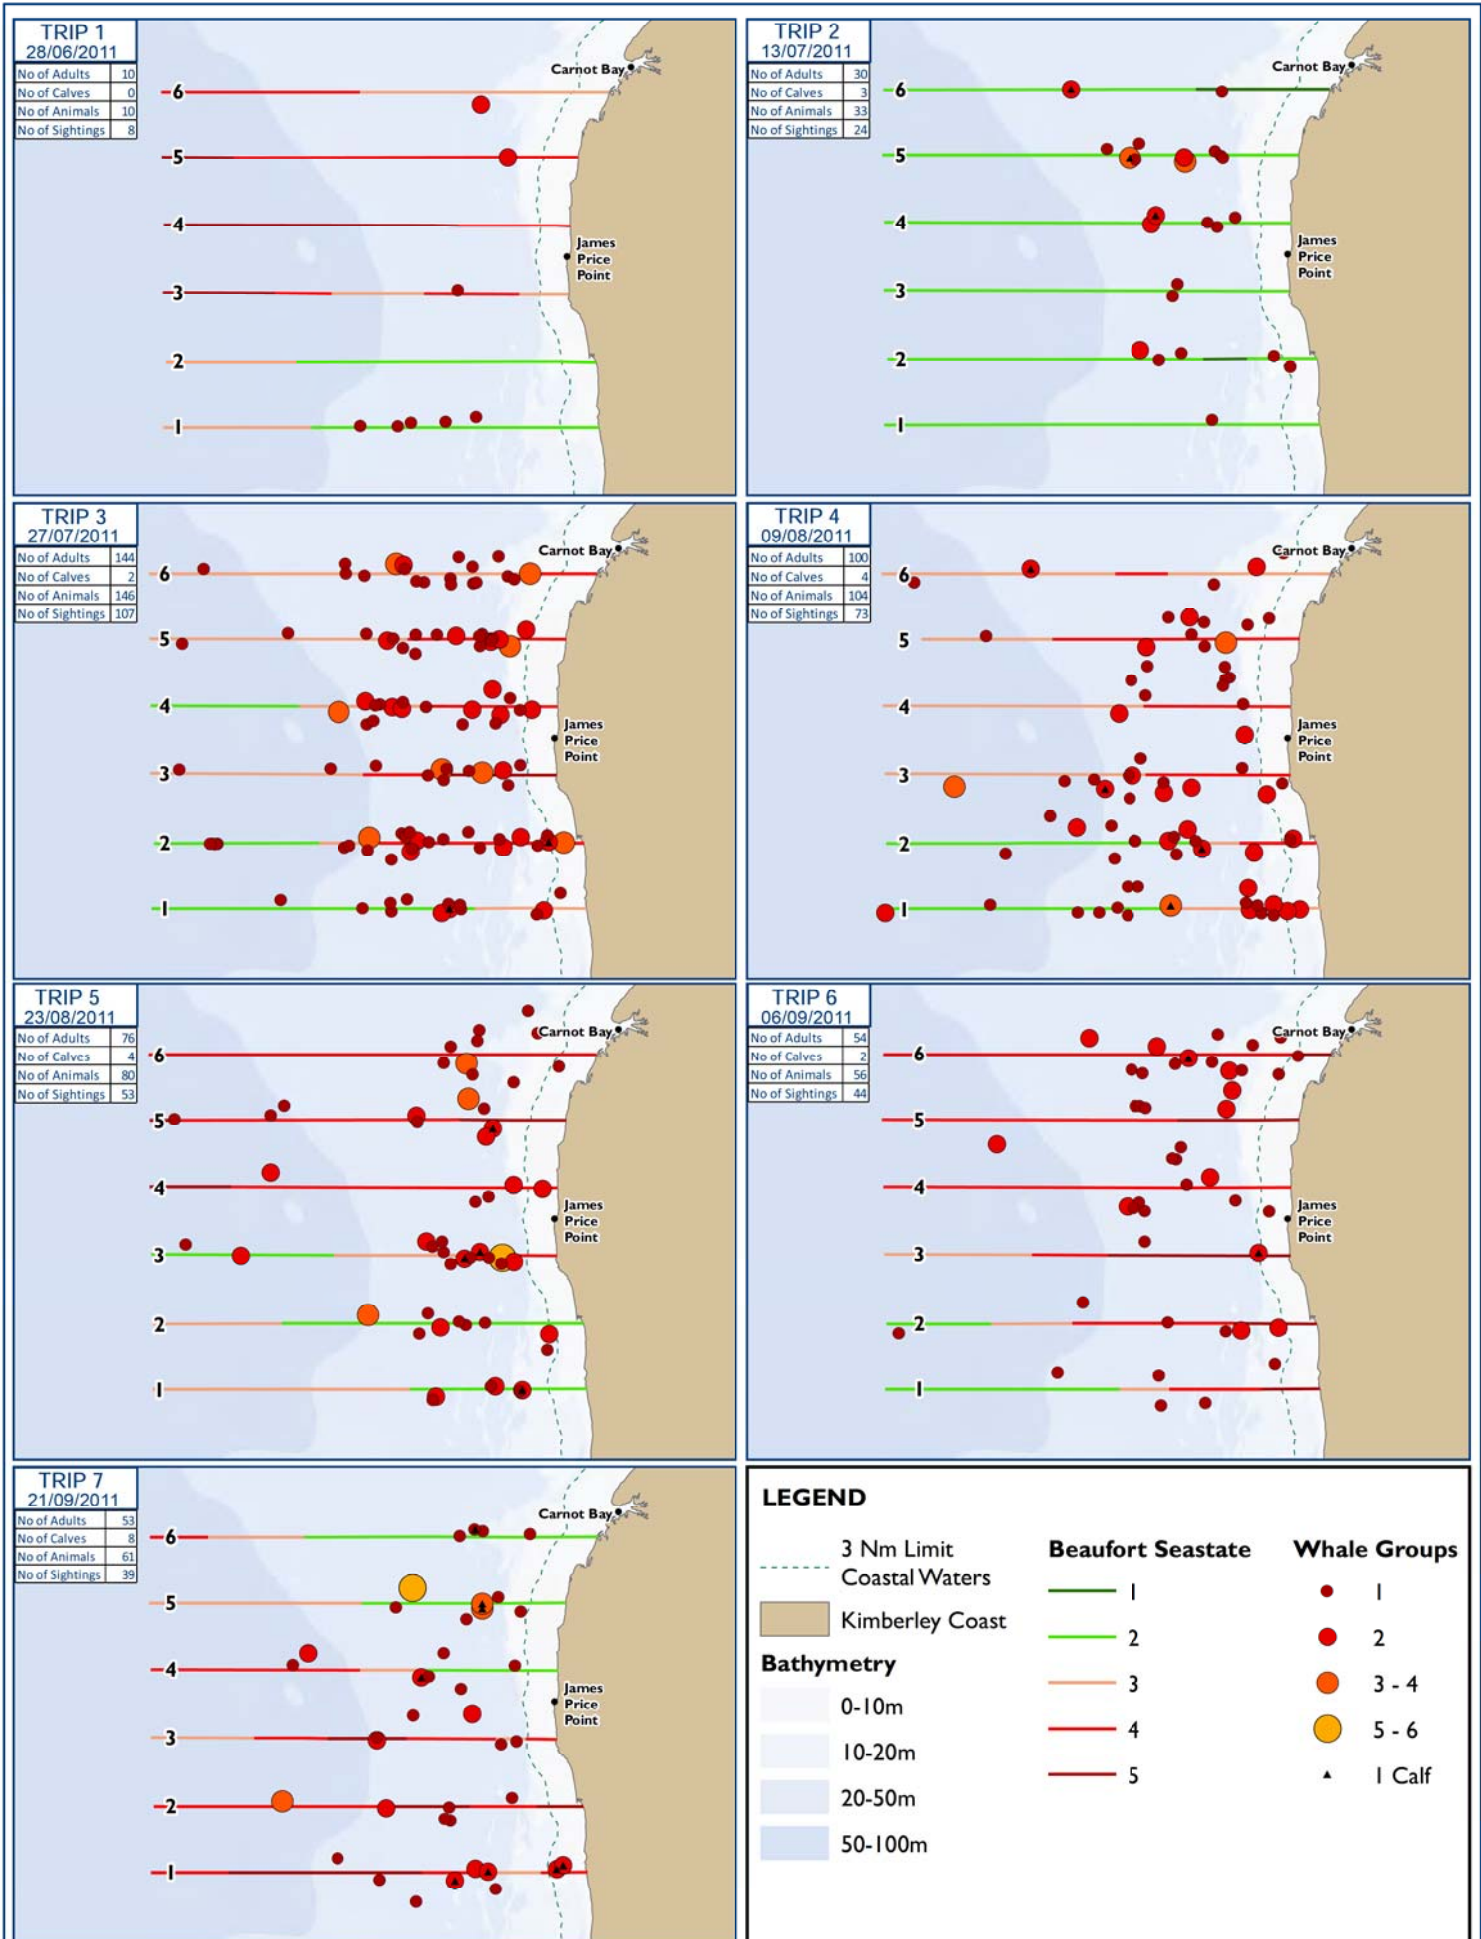 TRIP 1
28/06/2011
No of Adults 10
No of Calves 0
No of Animals 10
No of Sightings 8
Carnot Bay
6
5
4
James
Price
Point
3
2
1
TRIP 2
13/07/2011
No of Adults 30
No of Calves 3
No of Animals 33
No of Sightings 24
Carnot Bay
6
5
4
James
Price
Point
3
2
1
TRIP 3
27/07/2011
No of Adults 144
No of Calves 2
No of Animals 146
No of Sightings 107
Carnot Bay
6
5
4
James
Price
Point
3
2
1
TRIP 4
09/08/2011
No of Adults 100
No of Calves 4
No of Animals 104
No of Sightings 73
Carnot Bay
6
5
4
James
Price
Point
3
2
1
TRIP 5
23/08/2011
No of Adults 76
No of Calves 4
No of Animals 80
No of Sightings 53
Carnot Bay
6
5
4
James
Price
Point
3
2
1
TRIP 6
06/09/2011
No of Adults 54
No of Calves 2
No of Animals 56
No of Sightings 44
Carnot Bay
6
5
4
James
Price
Point
3
2
1
TRIP 7
21/09/2011
No of Adults 53
No of Calves 8
No of Animals 61
No of Sightings 39
Carnot Bay
6
5
4
James
Price
Point
3
2
1
LEGEND
3 Nm Limit
Coastal Waters
Kimberley Coast
Bathymetry
0-10m
10-20m
20-50m
50-100m
Beaufort Seastate
1
2
3
4
5
Whale Groups
1
2
3 - 4
5 - 6
1 Calf